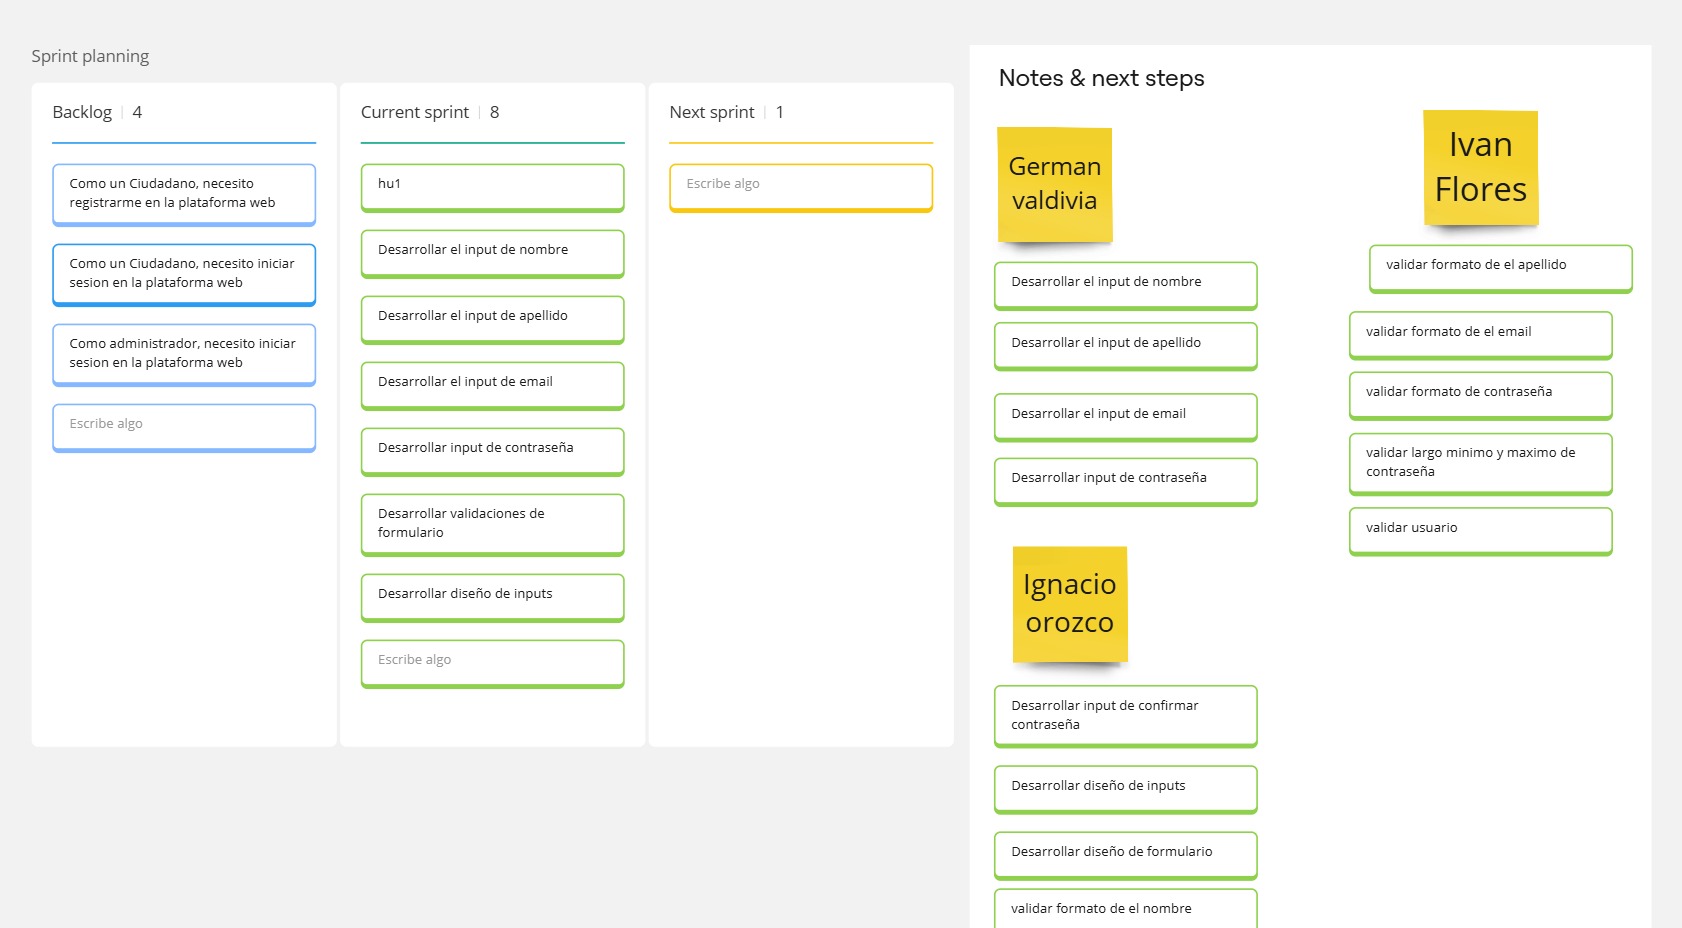 Sprint planning
Backlog | 4
Como un Ciudadano, necesito
registrarme en la plataforma web
Como un Ciudadano, necesito iniciar
sesion en la plataforma web
Como administrador, necesito iniciar
sesion en la plataforma web
Escribe algo
Current sprint | 8
hu1
Desarrollar el input de nombre
Desarrollar el input de apellido
Desarrollar el input de email
Desarrollar input de contraseña
Desarrollar validaciones de
formulario
Desarrollar diseño de inputs
Escribe algo
Next sprint | 1
Escribe algo
Notes & next steps
German
valdivia
Desarrollar el input de nombre
Desarrollar el input de apellido
Desarrollar el input de email
Desarrollar input de contraseña
Ignacio
orozco
Desarrollar input de confirmar
contraseña
Desarrollar diseño de inputs
Desarrollar diseño de formulario
validar formato de el nombre
Ivan
Flores
validar formato de el apellido
validar formato de el email
validar formato de contraseña
validar largo minimo y maximo de
contraseña
validar usuario